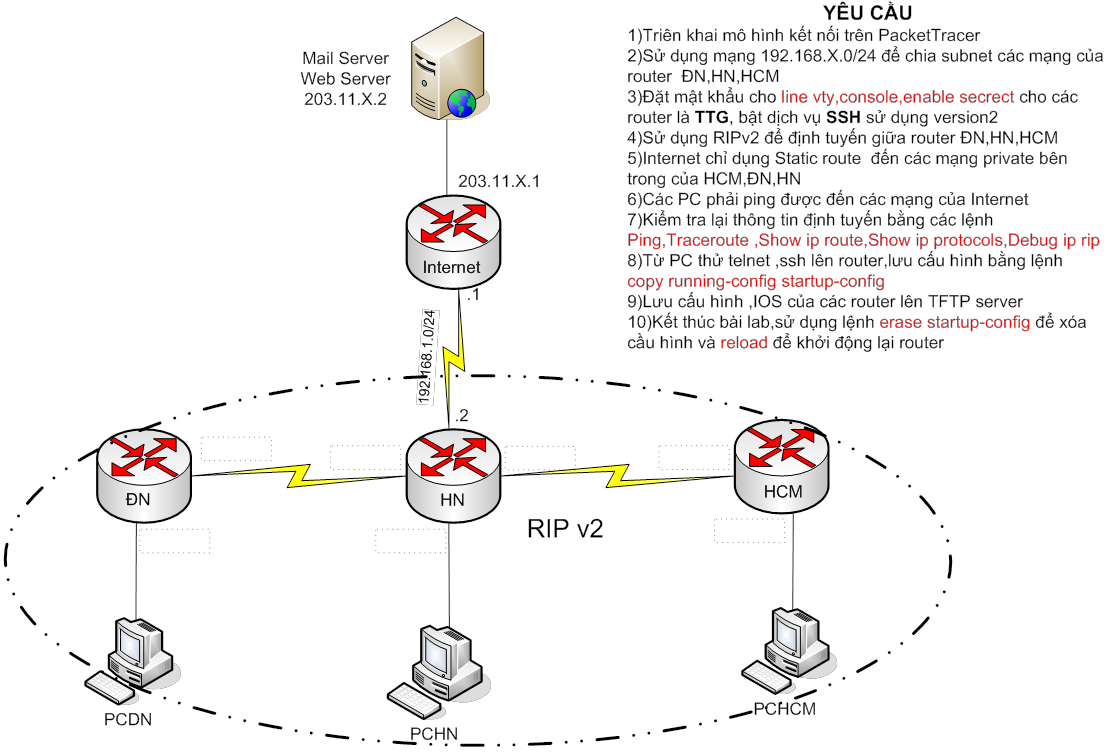 YÊU CẦU
1)Triên khai mô hình kết nối trên PacketTracer
2)Sử dụng mạng 192.168.X.0/24 để chia subnet các mạng của
router ĐN,HN,HCM
3)Đặt mật khẩu cho line vty,console,enable secrect cho các
router là TTG, bật dịch vụ SSH sử dụng version2
4)Sử dụng RIPv2 để định tuyến giữa router ĐN,HN,HCM
5)Internet chỉ dụng Static route đến các mạng private bên
trong của HCM,ĐN,HN
6)Các PC phải ping được đến các mạng của Internet
7)Kiểm tra lại thông tin định tuyến bằng các lệnh
Ping,Traceroute ,Show ip route,Show ip protocols,Debug ip rip
8)Từ PC thử telnet ,ssh lên router,lưu cấu hình bằng lệnh
copy running-config startup-config
9)Lưu cấu hình ,IOS của các router lên TFTP server
10)Kết thúc bài lab,sử dụng lệnh erase startup-config để xóa
cầu hình và reload để khởi động lại router
Mail Server
Web Server
203.11.X.2
203.11.X.1
Internet
.1
192.168.1.0/24
.2
ĐN
HN
HCM
RIP v2
PCDN
PCHN
PCHCM